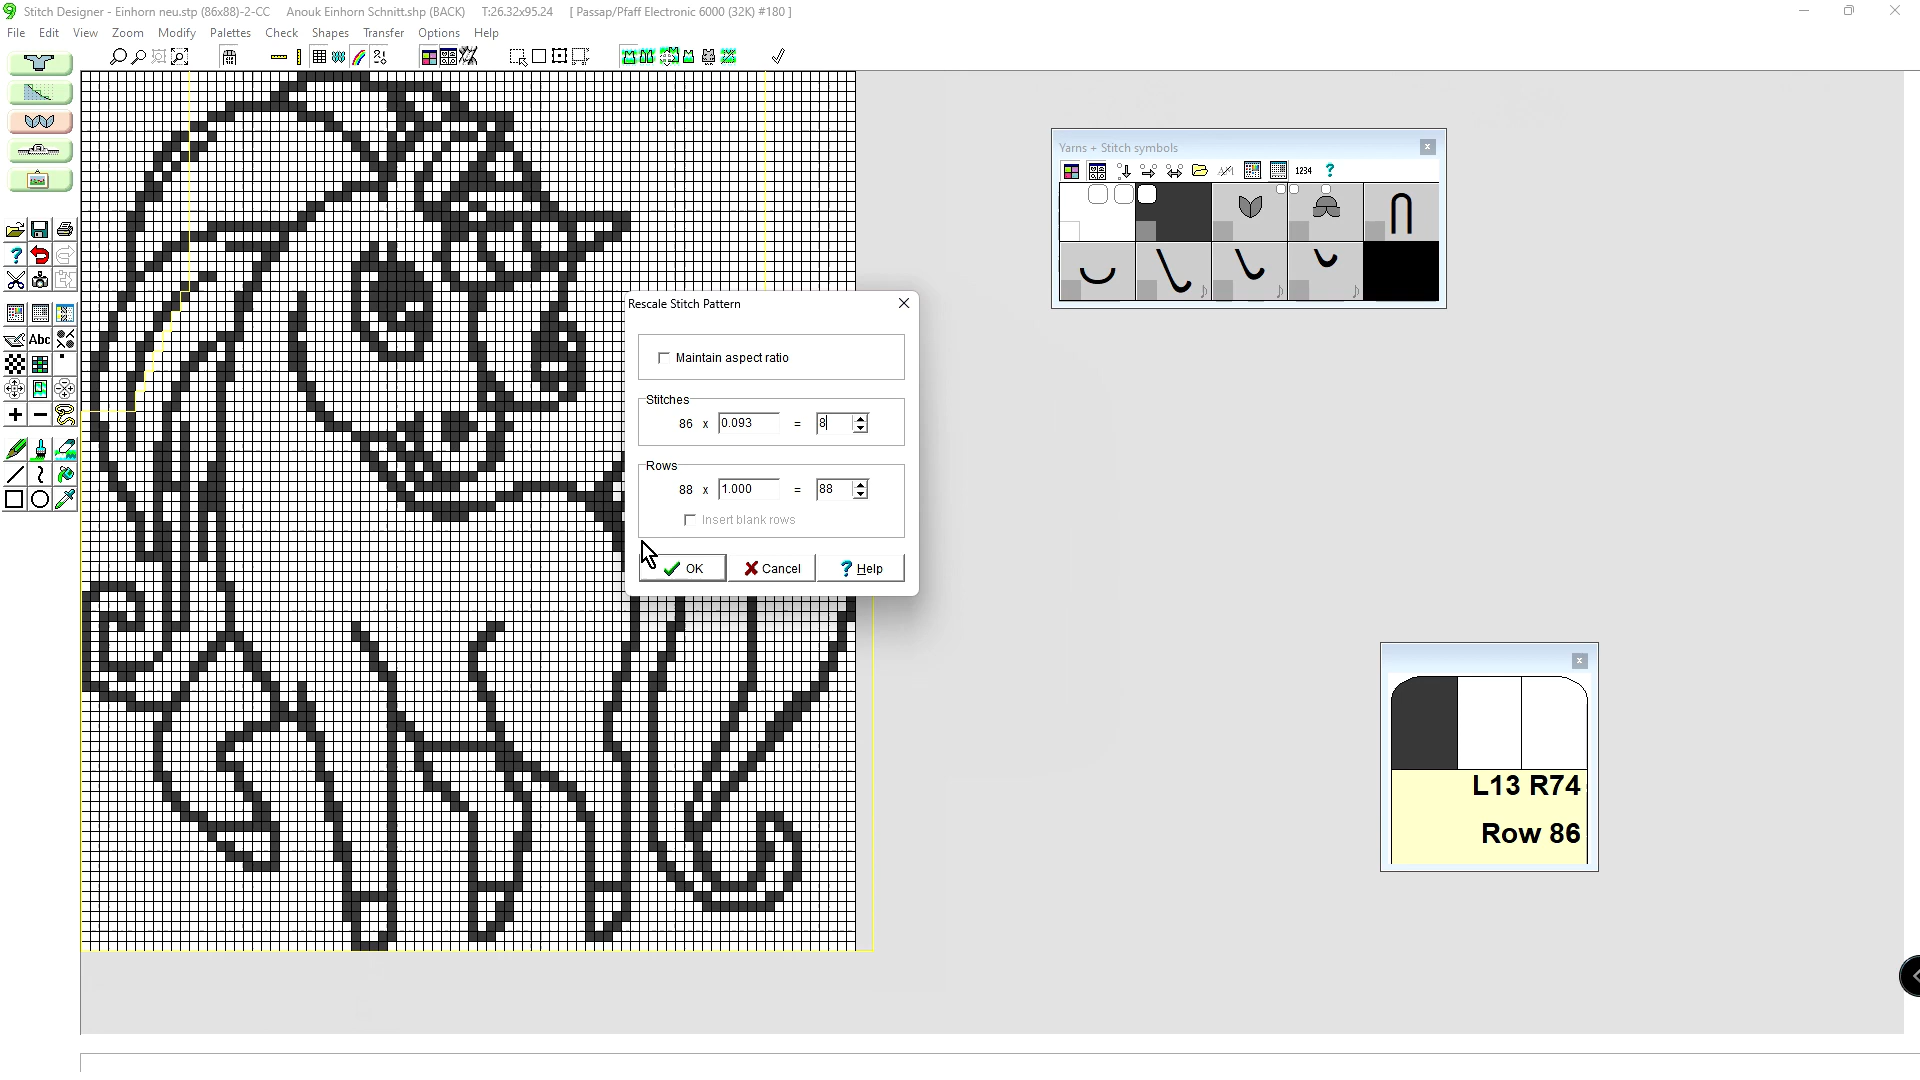 Stitch Designer - Einhorn neu.stp (86x88)-2-CC Anouk Einhorn Schnitt.shp (BACK) T:26.32x95.24 [ Passap/Pfaff Electronic 6000 (32K) #180 ]
File Edit View Zoom Modify Palettes Check Shapes Transfer Options Help
Yarns + Stitch symbols
1234
Rescale Stitch Pattern
Maintain aspect ratio
Stitches
86 x 0.093 = 8
Rows
88 x 1.000 = 88
Insert blank rows
OK Cancel Help
Abc
L13 R74
Row 86